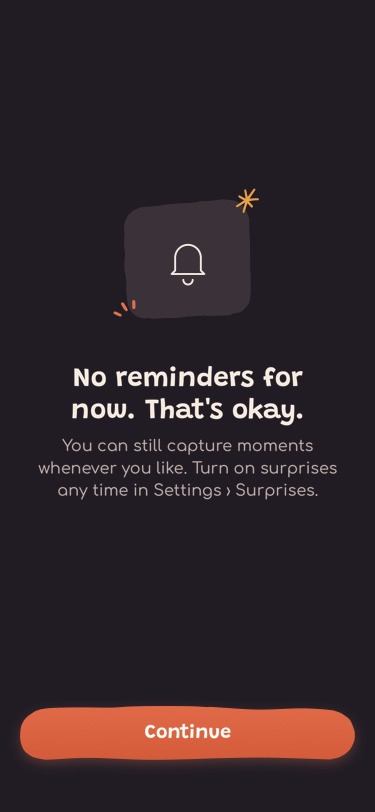 No reminders for
now. That's okay.
You can still capture moments
whenever you like. Turn on surprises
any time in Settings › Surprises.
Continue